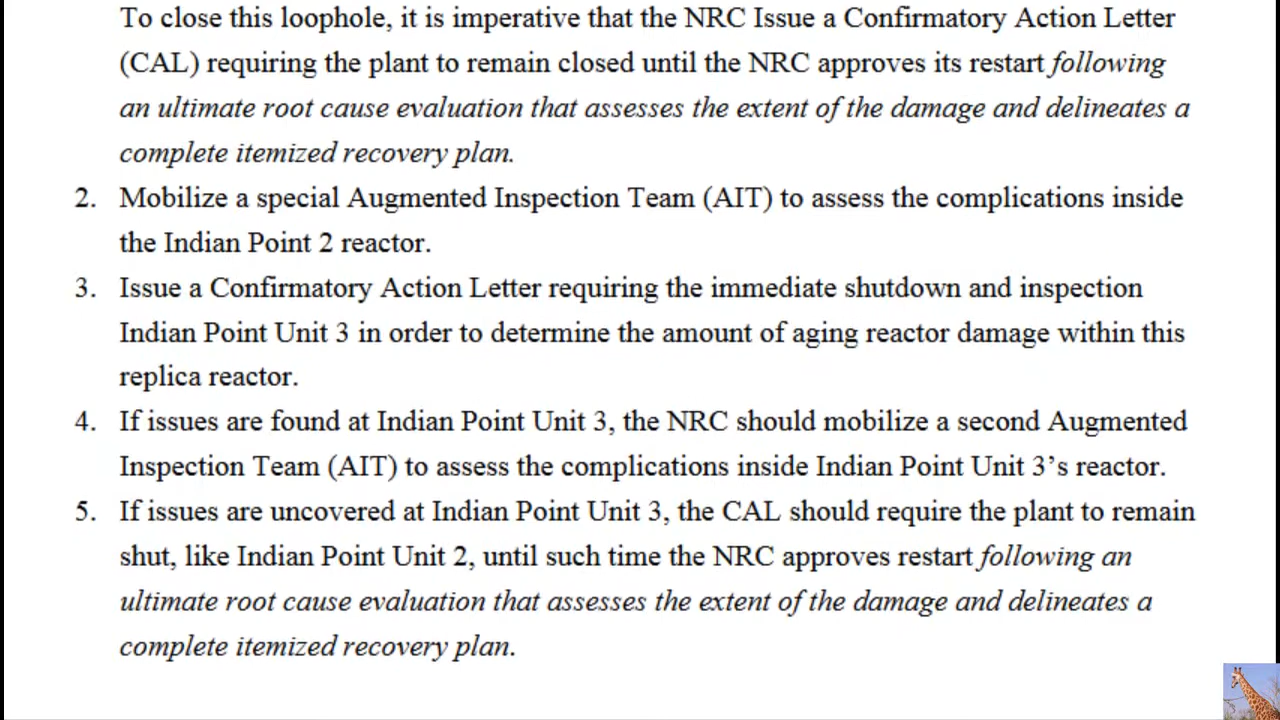 To close this loophole, it is imperative that the NRC Issue a Confirmatory Action Letter
(CAL) requiring the plant to remain closed until the NRC approves its restart following
an ultimate root cause evaluation that assesses the extent of the damage and delineates a
complete itemized recovery plan.
2. Mobilize a special Augmented Inspection Team (AIT) to assess the complications inside
the Indian Point 2 reactor.
3. Issue a Confirmatory Action Letter requiring the immediate shutdown and inspection
Indian Point Unit 3 in order to determine the amount of aging reactor damage within this
replica reactor.
4. If issues are found at Indian Point Unit 3, the NRC should mobilize a second Augmented
Inspection Team (AIT) to assess the complications inside Indian Point Unit 3’s reactor.
5. If issues are uncovered at Indian Point Unit 3, the CAL should require the plant to remain
shut, like Indian Point Unit 2, until such time the NRC approves restart following an
ultimate root cause evaluation that assesses the extent of the damage and delineates a
complete itemized recovery plan.